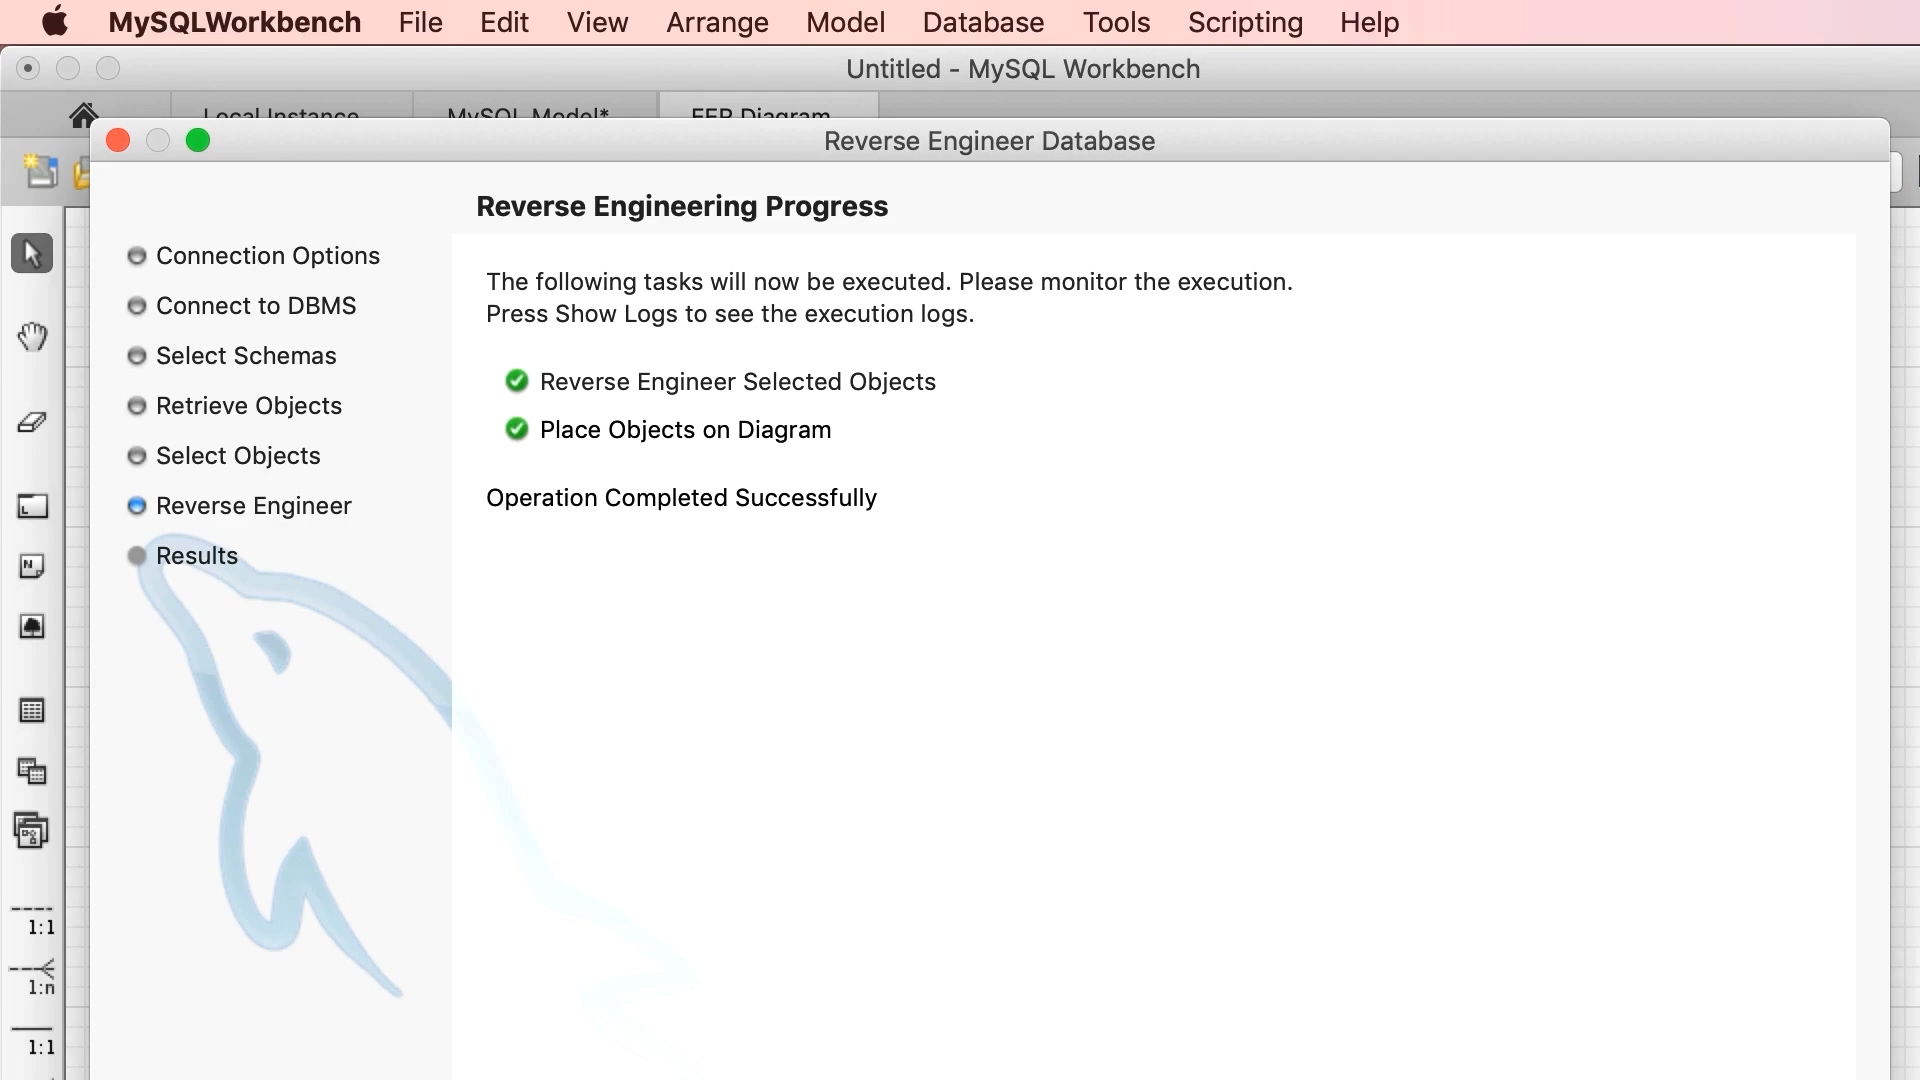 MySQLWorkbench File Edit View Arrange Model Database Tools Scripting Help
Untitled - MySQL Workbench
Local Instance MySQL Model* EER Diagram
Reverse Engineer Database
Reverse Engineering Progress
Connection Options
Connect to DBMS
Select Schemas
Retrieve Objects
Select Objects
Reverse Engineer
Results
The following tasks will now be executed. Please monitor the execution.
Press Show Logs to see the execution logs.
Reverse Engineer Selected Objects
Place Objects on Diagram
Operation Completed Successfully
1:1
1:n
1:1